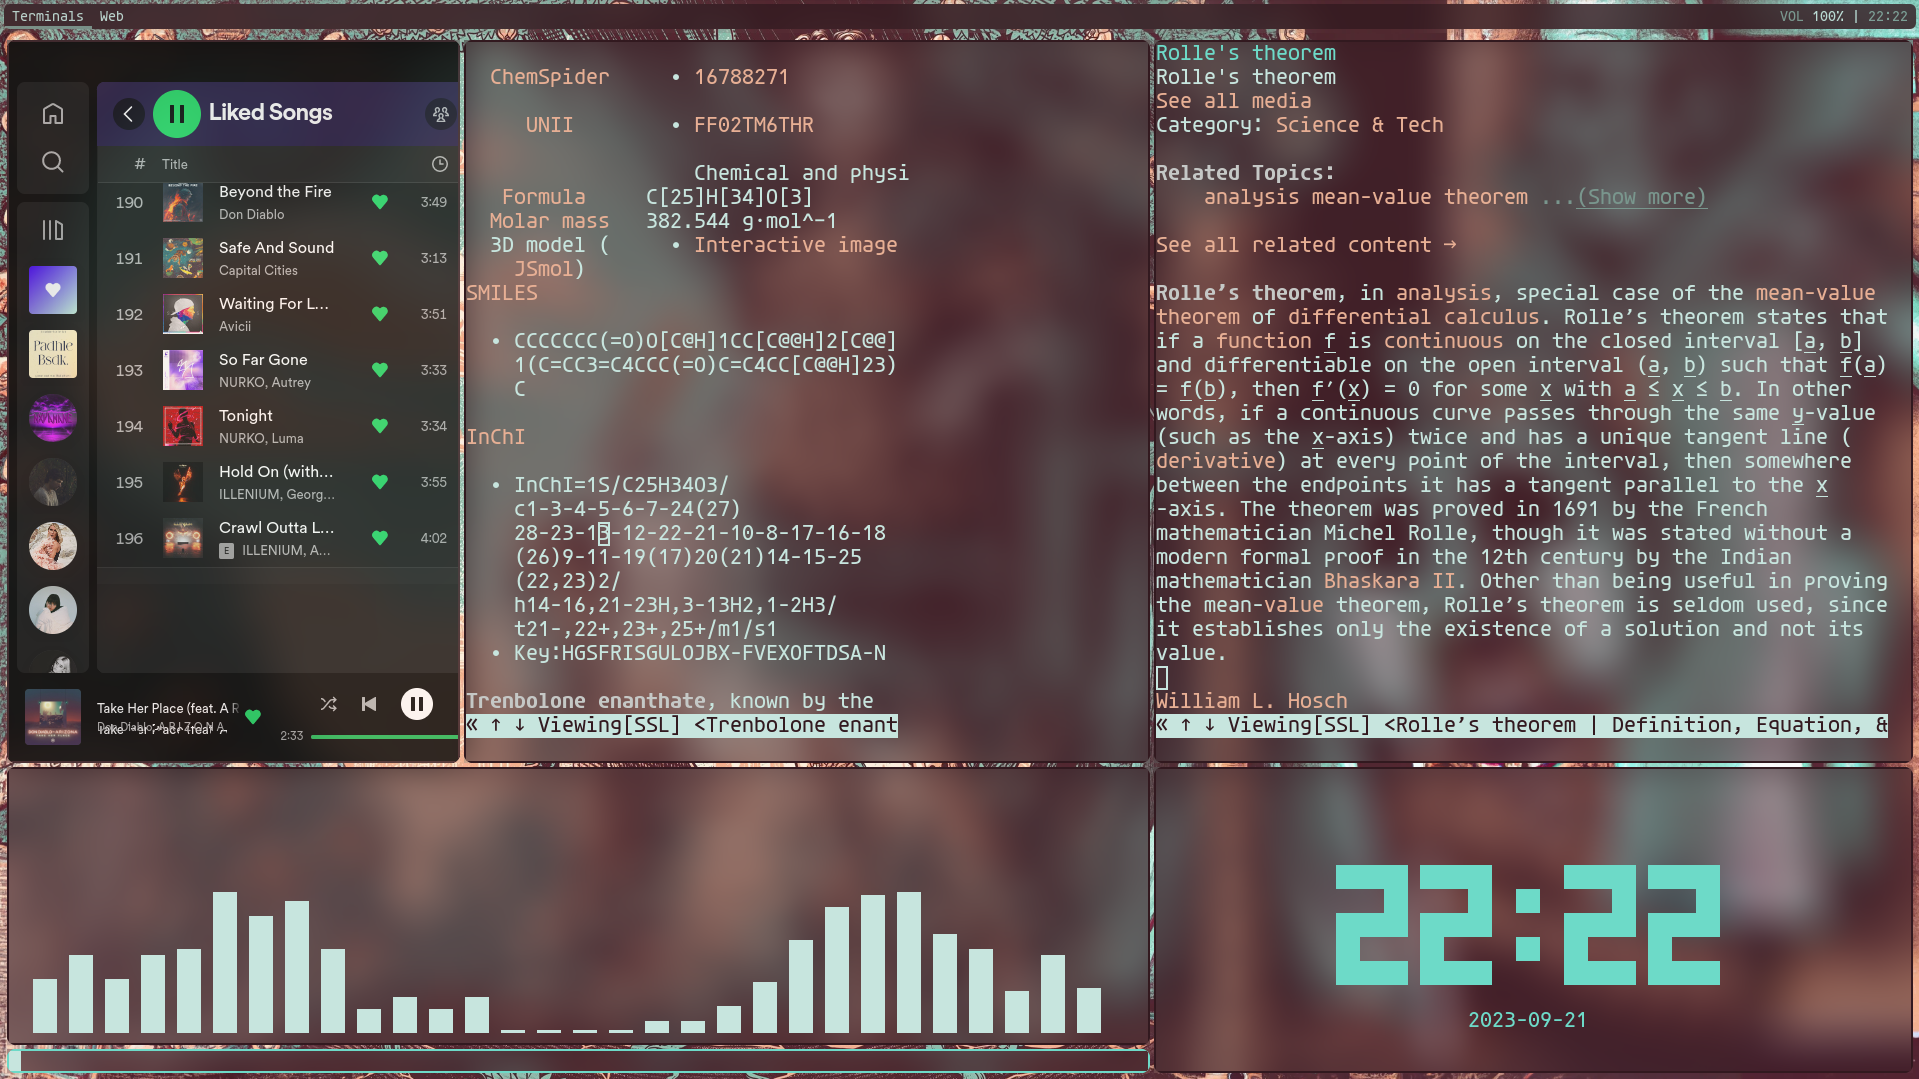 Terminals Web
VOL 100% | 22:22
Liked Songs
# Title
190 Beyond the Fire 3:49
Don Diablo
191 Safe And Sound 3:13
Capital Cities
192 Waiting For L... 3:51
Avicii
193 So Far Gone 3:33
NURKO, Autrey
194 Tonight 3:34
NURKO, Luma
195 Hold On (with... 3:55
ILLENIUM, Georg...
196 Crawl Outta L... 4:02
E ILLENIUM, A...
Padhle
Bsdk.
Take Her Place (feat. A R
Don Diablo, A R I Z O N A
2:33
ChemSpider • 16788271
UNII • FF02TM6THR
Chemical and physi
Formula C[25]H[34]O[3]
Molar mass 382.544 g·mol^−1
3D model ( • Interactive image
JSmol)
SMILES
• CCCCCCC(=O)O[C@H]1CC[C@@H]2[C@@]
1(C=CC3=C4CCC(=O)C=C4CC[C@@H]23)
C
InChI
• InChI=1S/C25H34O3/
c1-3-4-5-6-7-24(27)
28-23-13-12-22-21-10-8-17-16-18
(26)9-11-19(17)20(21)14-15-25
(22,23)2/
h14-16,21-23H,3-13H2,1-2H3/
t21-,22+,23+,25+/m1/s1
• Key:HGSFRISGULOJBX-FVEXOFTDSA-N
Trenbolone enanthate, known by the
« ↑ ↓ Viewing[SSL] <Trenbolone enant
Rolle's theorem
Rolle's theorem
See all media
Category: Science & Tech
Related Topics:
analysis mean-value theorem ...(Show more)
See all related content →
Rolle’s theorem, in analysis, special case of the mean-value
theorem of differential calculus. Rolle’s theorem states that
if a function f is continuous on the closed interval [a, b]
and differentiable on the open interval (a, b) such that f(a)
= f(b), then f′(x) = 0 for some x with a ≤ x ≤ b. In other
words, if a continuous curve passes through the same y-value
(such as the x-axis) twice and has a unique tangent line (
derivative) at every point of the interval, then somewhere
between the endpoints it has a tangent parallel to the x
-axis. The theorem was proved in 1691 by the French
mathematician Michel Rolle, though it was stated without a
modern formal proof in the 12th century by the Indian
mathematician Bhaskara II. Other than being useful in proving
the mean-value theorem, Rolle’s theorem is seldom used, since
it establishes only the existence of a solution and not its
value.
William L. Hosch
« ↑ ↓ Viewing[SSL] <Rolle’s theorem | Definition, Equation, &
22:22
2023-09-21